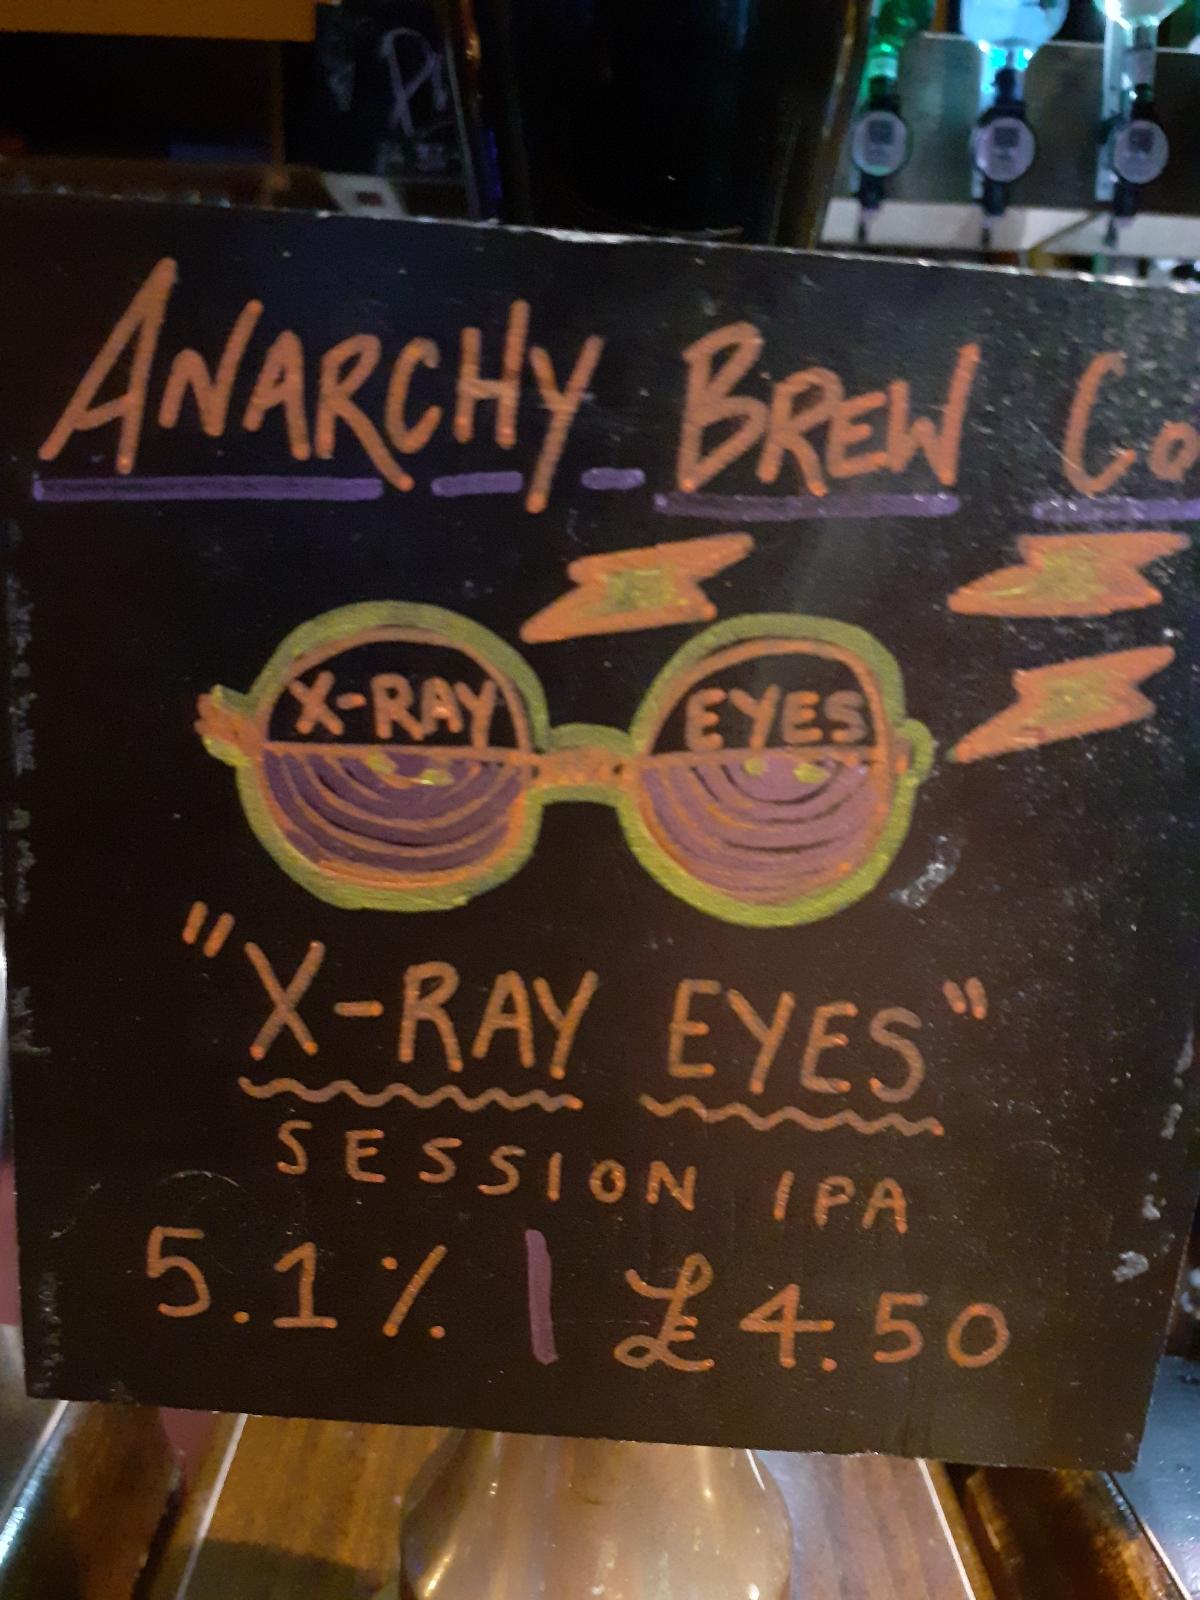 ANARCHY BREW Co
X-RAY EYES
"X-RAY EYES"
SESSION IPA
5.1% | £4.50